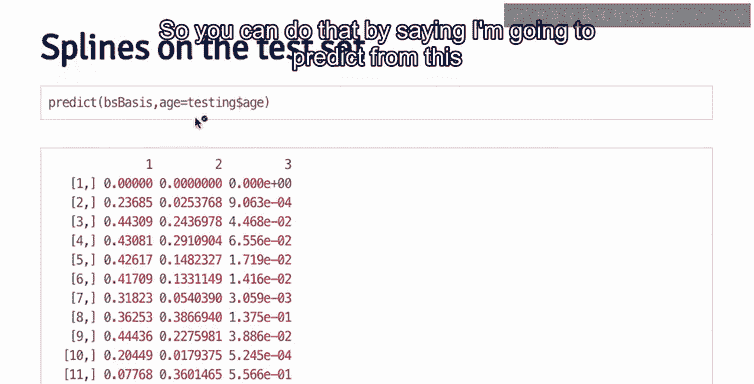 So you can do that by saying I'm going to
Splines on the test set
predict from this
predict(bsBasis,age=testing$age)
1 2 3
[1,] 0.00000 0.0000000 0.000e+00
[2,] 0.23685 0.0253768 9.063e-04
[3,] 0.44309 0.2436978 4.468e-02
[4,] 0.43081 0.2910904 6.556e-02
[5,] 0.42617 0.1482327 1.719e-02
[6,] 0.41709 0.1331149 1.416e-02
[7,] 0.31823 0.0540390 3.059e-03
[8,] 0.36253 0.3866940 1.375e-01
[9,] 0.44436 0.2275981 3.886e-02
[10,] 0.20449 0.0179375 5.245e-04
[11,] 0.07768 0.3601465 5.566e-01